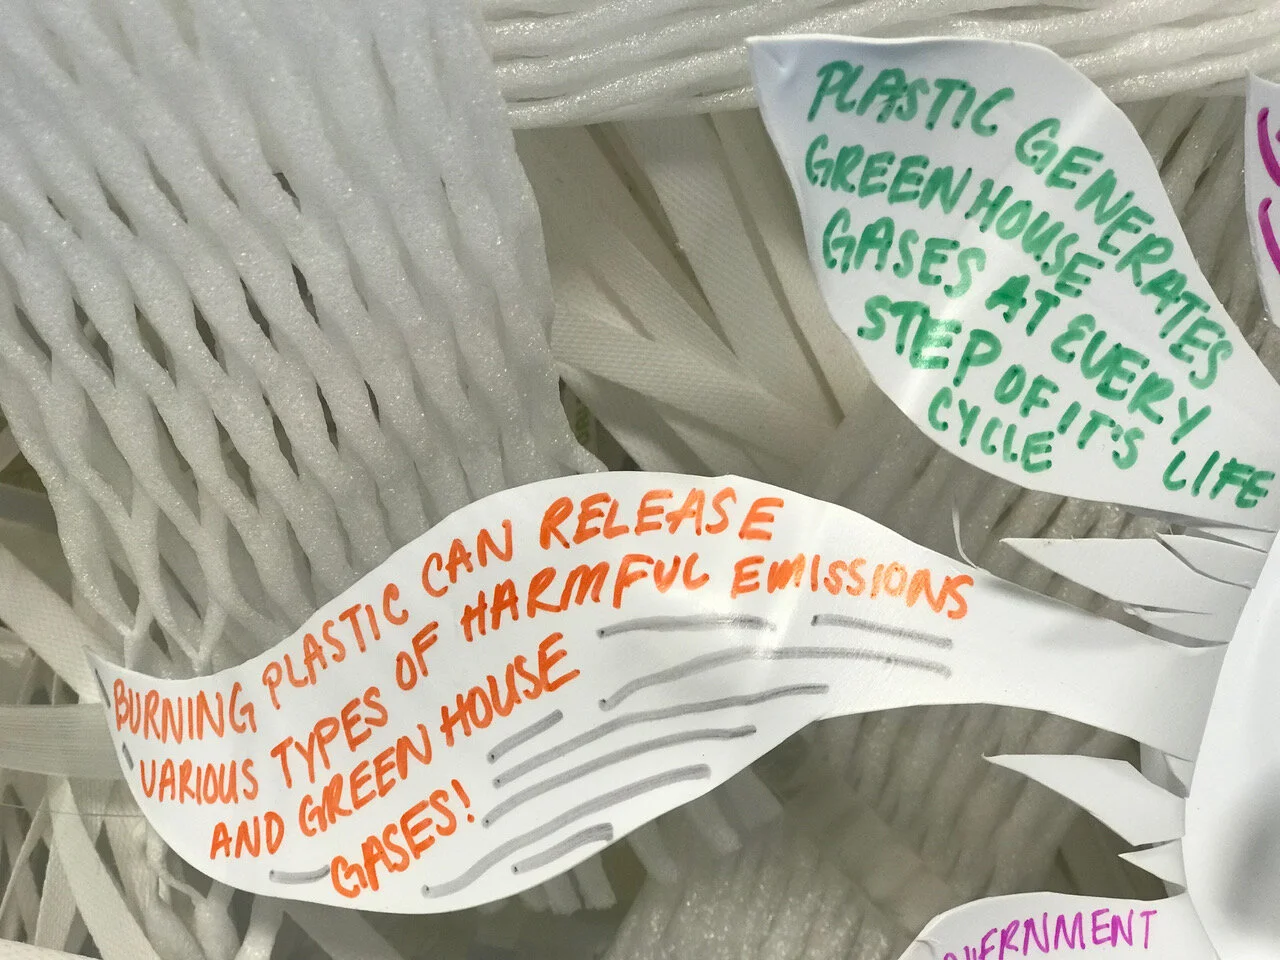 PLASTIC GENERATES
GREENHOUSE
GASES AT EVERY
STEP OF IT'S LIFE
CYCLE
BURNING PLASTIC CAN RELEASE
VARIOUS TYPES OF HARMFUL EMISSIONS
AND GREEN HOUSE
GASES!